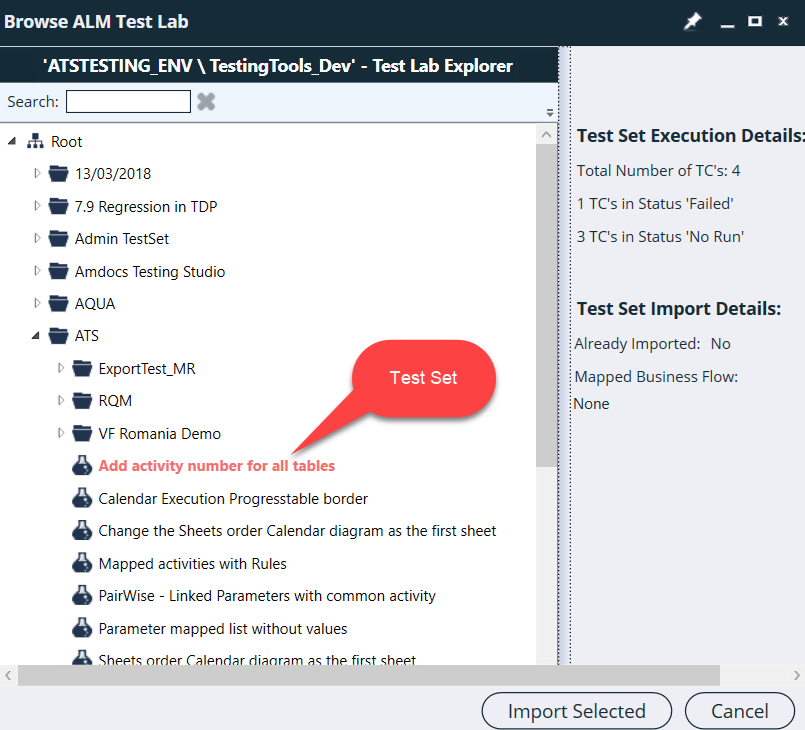 Browse ALM Test Lab
'ATSTESTING_ENV \ TestingTools_Dev' - Test Lab Explorer
Search:
Root
13/03/2018
7.9 Regression in TDP
Admin TestSet
Amdocs Testing Studio
AQUA
ATS
ExportTest_MR
RQM
VF Romania Demo
Add activity number for all tables
Calendar Execution Progresstable border
Change the Sheets order Calendar diagram as the first sheet
Mapped activities with Rules
PairWise - Linked Parameters with common activity
Parameter mapped list without values
Sheets order Calendar diagram as the first sheet
Test Set
Test Set Execution Details:
Total Number of TC's: 4
1 TC's in Status 'Failed'
3 TC's in Status 'No Run'
Test Set Import Details:
Already Imported: No
Mapped Business Flow:
None
Import Selected
Cancel